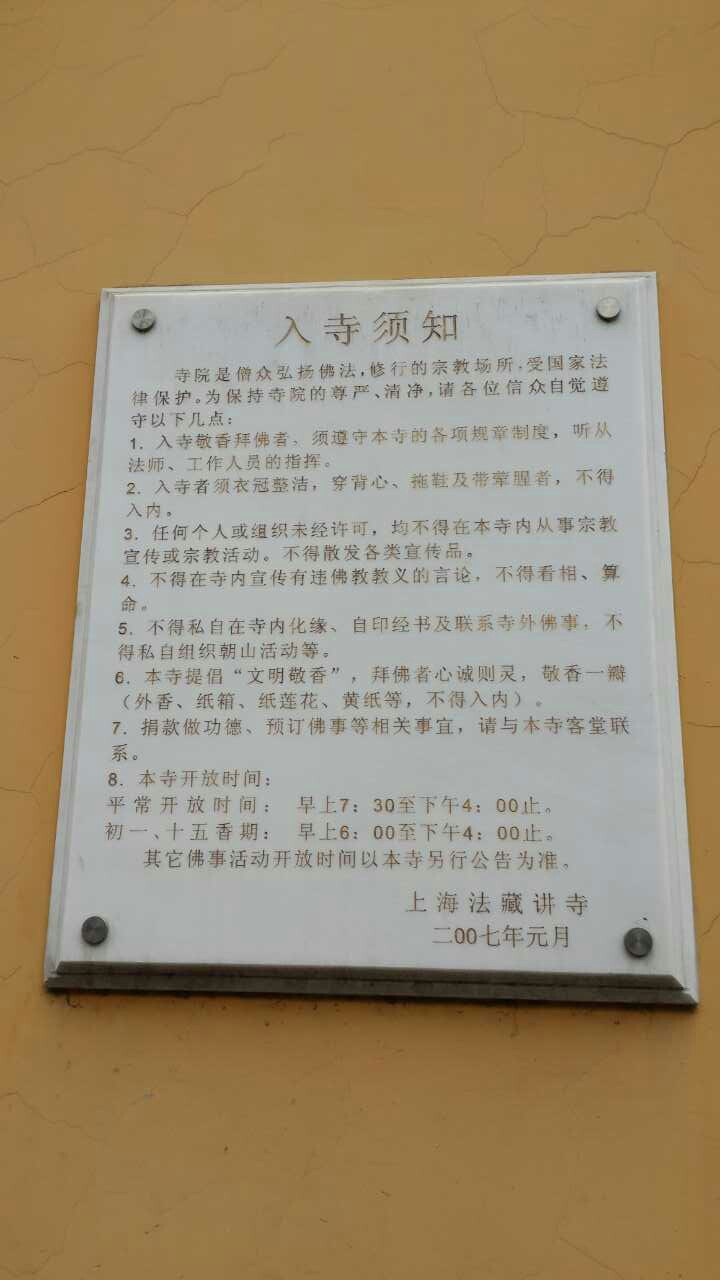 入寺须知
寺院是僧众弘扬佛法,修行的宗教场所,受国家法
律保护。为保持寺院的尊严、清净,请各位信众自觉遵
守以下几点:
1. 入寺敬香拜佛者，须遵守本寺的各项规章制度，听从
法师、工作人员的指挥。
2. 入寺者须衣冠整洁，穿背心、拖鞋及带荤腥者，不得
入内。
3. 任何个人或组织未经许可，均不得在本寺内从事宗教
宣传或宗教活动。不得散发各类宣传品。
4. 不得在寺内宣传有违佛教教义的言论，不得看相、算
命。
5. 不得私自在寺内化缘、自印经书及联系寺外佛事，不
得私自组织朝山活动等。
6. 本寺提倡“文明敬香”，拜佛者心诚则灵，敬香一瓣
（外香、纸箱、纸莲花、黄纸等，不得入内）。
7. 捐款做功德、预订佛事等相关事宜，请与本寺客堂联
系。
8. 本寺开放时间:
平常开放时间： 早上7：30至下午4：00止。
初一、十五香期： 早上6：00至下午4：00止。
其它佛事活动开放时间以本寺另行公告为准。
上海法藏讲寺
二00七年元月